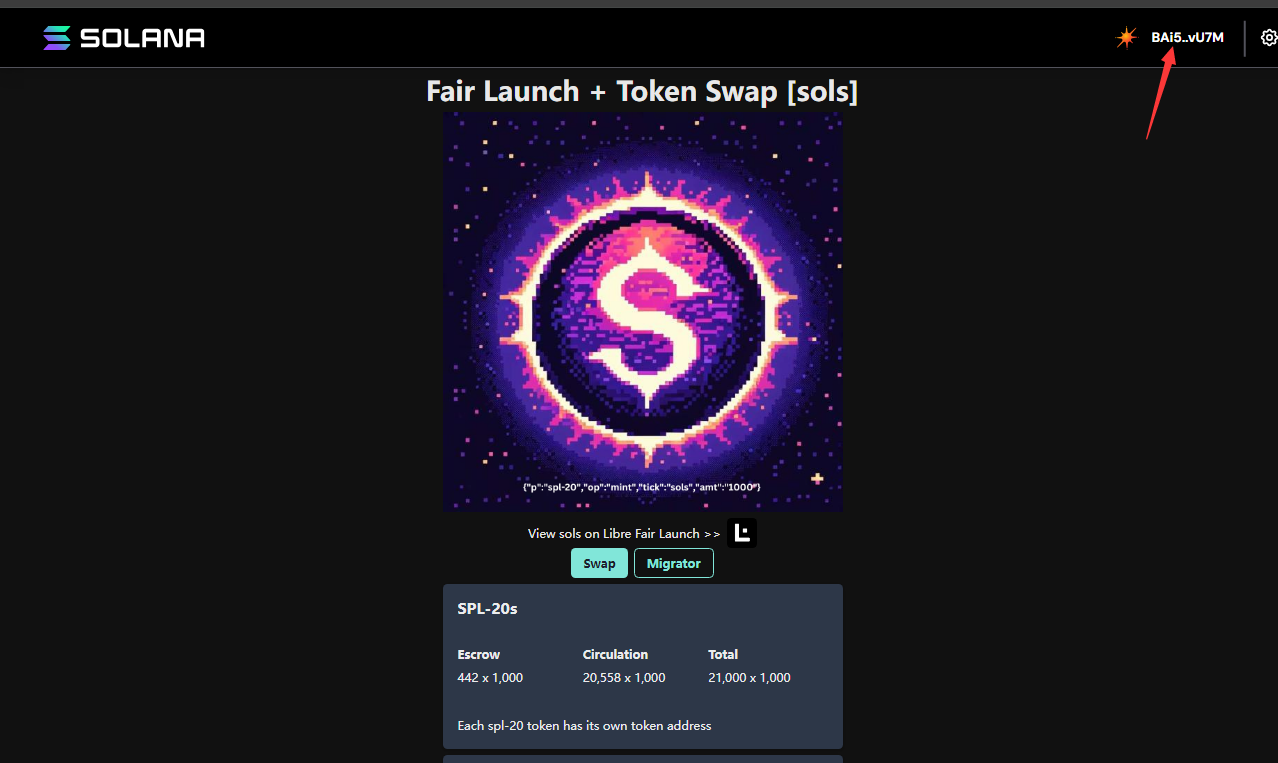 SOLANA
BAi5..vU7M
Fair Launch + Token Swap [sols]
{"p":"spl-20","op":"mint","tick":"sols","amt":"1000"}
View sols on Libre Fair Launch >>
Swap Migrator
SPL-20s
Escrow Circulation Total
442 x 1,000 20,558 x 1,000 21,000 x 1,000
Each spl-20 token has its own token address